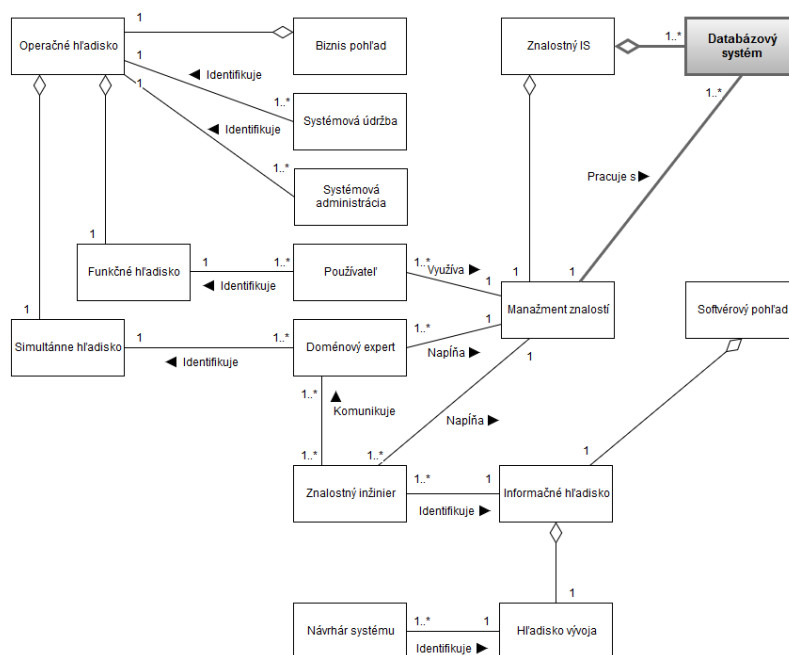 Operačné hľadisko
1
Biznis pohľad
Znalostný IS
1..*
Databázový
systém
1
◄ Identifikuje
1
1..*
Systémová údržba
◄ Identifikuje
1..*
1..*
Systémová
administrácia
Pracuje s ►
1
Funkčné hľadisko
1
1..*
◄ Identifikuje
Používateľ
1..*
Využíva ►
1
1
1
Manažment znalostí
Softvérový pohľad
1
Simultánne hľadisko
1
1..*
◄ Identifikuje
Doménový expert
1..*
1
Napĺňa ►
1
1..*
▲
Komunikuje
Napĺňa ►
1..*
1..*
1
Znalostný inžinier
1..*
1
Identifikuje ►
Informačné hľadisko
1
Návrhár systému
1..*
1
Identifikuje ►
Hľadisko vývoja